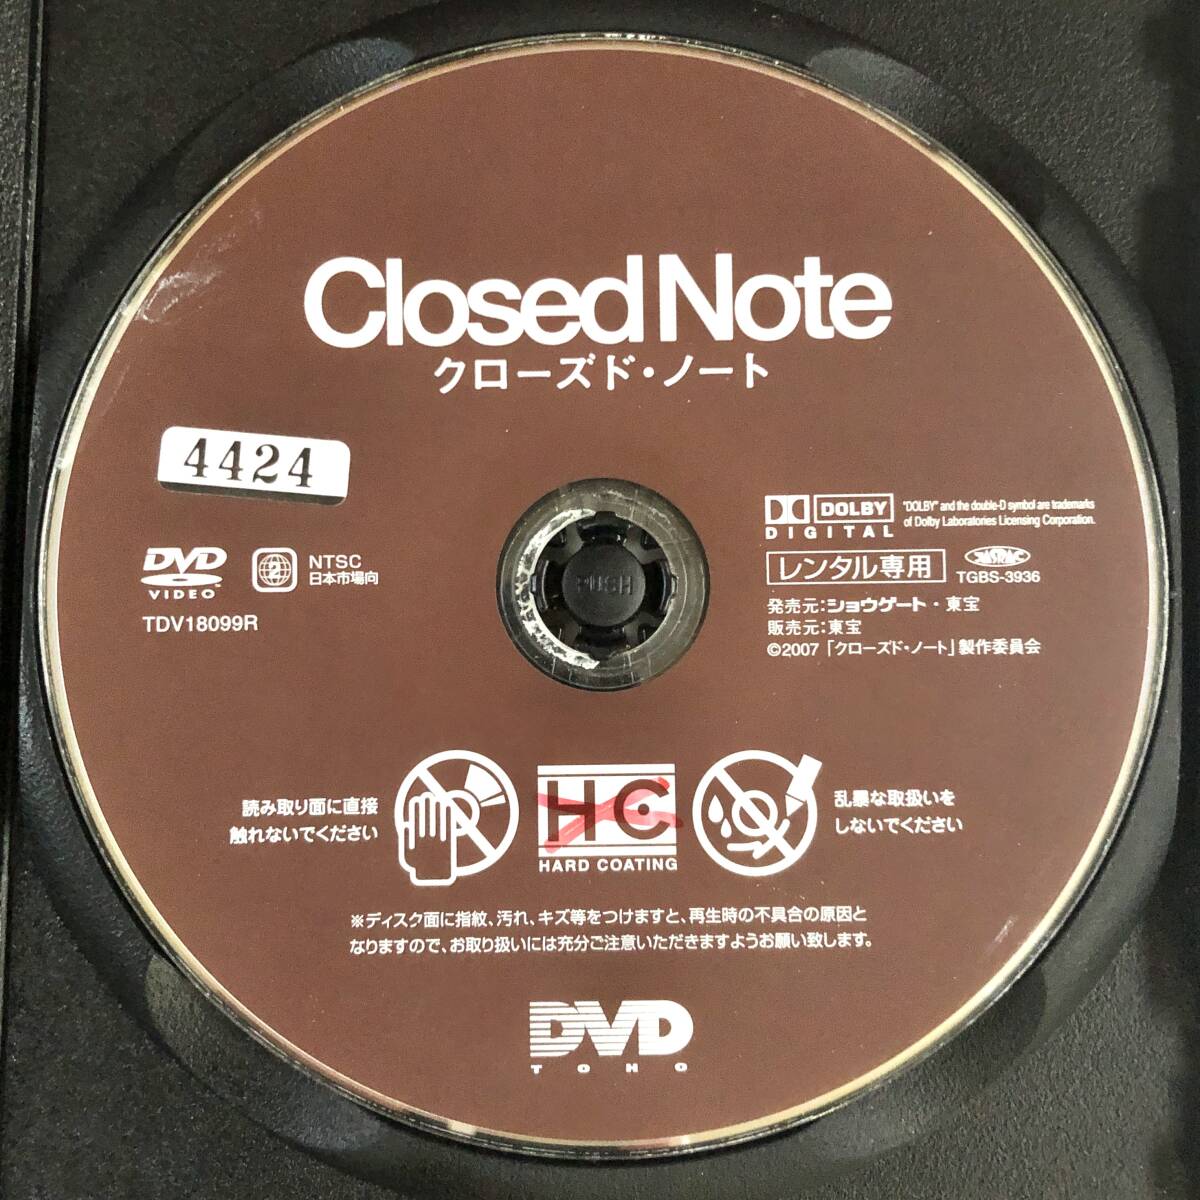 Closed Note
クローズド・ノート
4424
DVD
VIDEO™
2
NTSC
日本市場向
TDV18099R
PUSH
DOLBY
DIGITAL
"DOLBY" and the double-D symbol are trademarks
of Dolby Laboratories Licensing Corporation.
レンタル専用
JASRAC
TGBS-3936
発売元:ショウゲート・東宝
販売元:東宝
©2007「クローズド・ノート」製作委員会
読み取り面に直接
触れないでください
HC
HARD COATING
乱暴な取扱いを
しないでください
※ディスク面に指紋、汚れ、キズ等をつけますと、再生時の不具合の原因と
なりますので、お取り扱いには充分ご注意いただきますようお願い致します。
DVD
TOHO